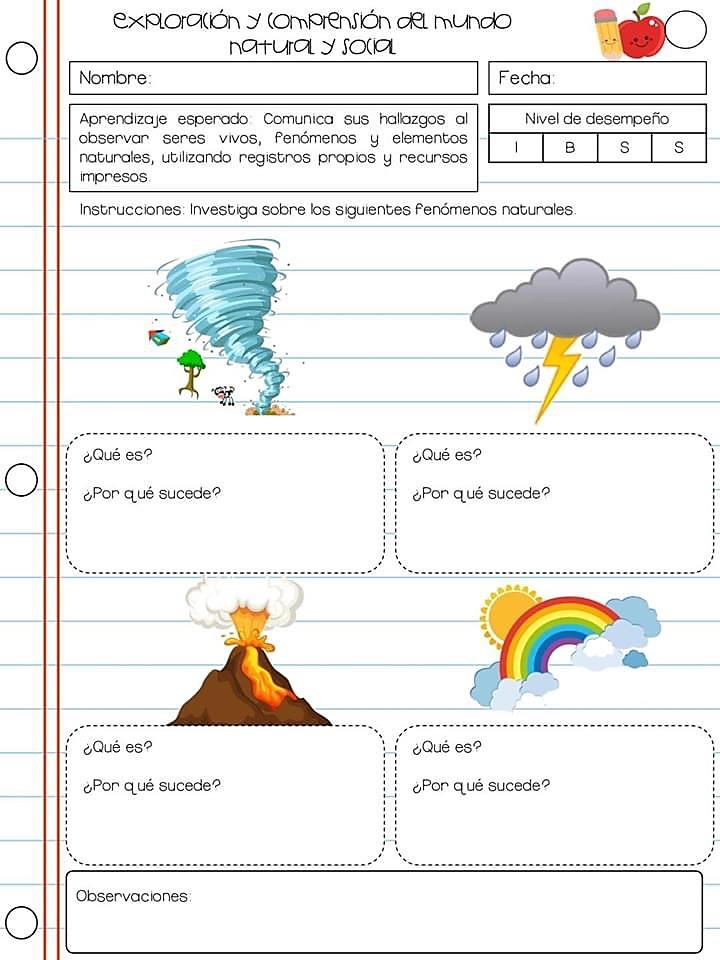 Exploración y comprensión del mundo
natural y social
Nombre:
Fecha:
Aprendizaje esperado: Comunica sus hallazgos al
observar seres vivos, fenómenos y elementos
naturales, utilizando registros propios y recursos
impresos.
Nivel de desempeño
I B S S
Instrucciones: Investiga sobre los siguientes fenómenos naturales.
¿Qué es?
¿Por qué sucede?
¿Qué es?
¿Por qué sucede?
¿Qué es?
¿Por qué sucede?
¿Qué es?
¿Por qué sucede?
Observaciones: